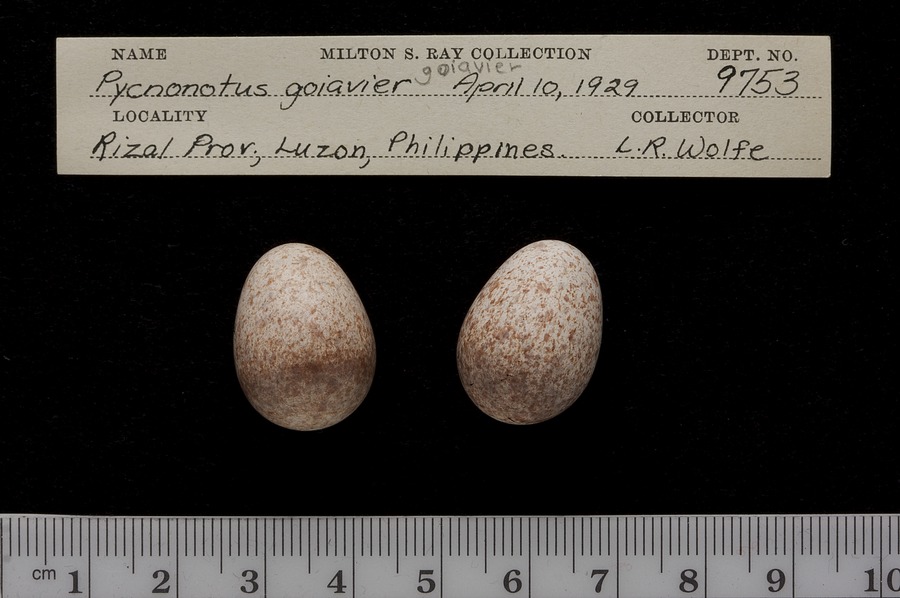 NAME MILTON S. RAY COLLECTION DEPT. NO.
goiavier
Pycnonotus goiavier April 10, 1929 9753
LOCALITY COLLECTOR
Rizal Prov., Luzon, Philippines. L.R. Wolfe
cm 1 2 3 4 5 6 7 8 9 10